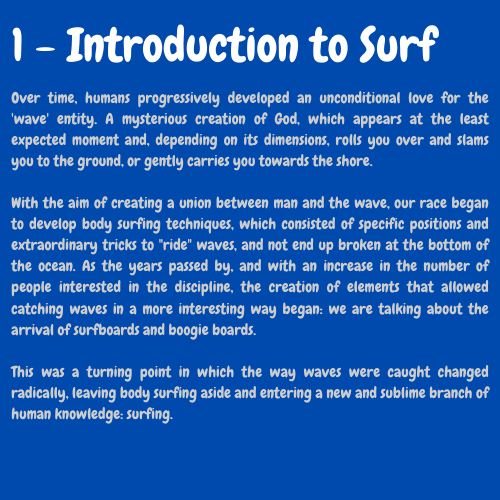 1 - Introduction to Surf
Over time, humans progressively developed an unconditional love for the
'wave' entity. A mysterious creation of God, which appears at the least
expected moment and, depending on its dimensions, rolls you over and slams
you to the ground, or gently carries you towards the shore.
With the aim of creating a union between man and the wave, our race began
to develop body surfing techniques, which consisted of specific positions and
extraordinary tricks to "ride" waves, and not end up broken at the bottom of
the ocean. As the years passed by, and with an increase in the number of
people interested in the discipline, the creation of elements that allowed
catching waves in a more interesting way began: we are talking about the
arrival of surfboards and boogie boards.
This was a turning point in which the way waves were caught changed
radically, leaving body surfing aside and entering a new and sublime branch of
human knowledge: surfing.